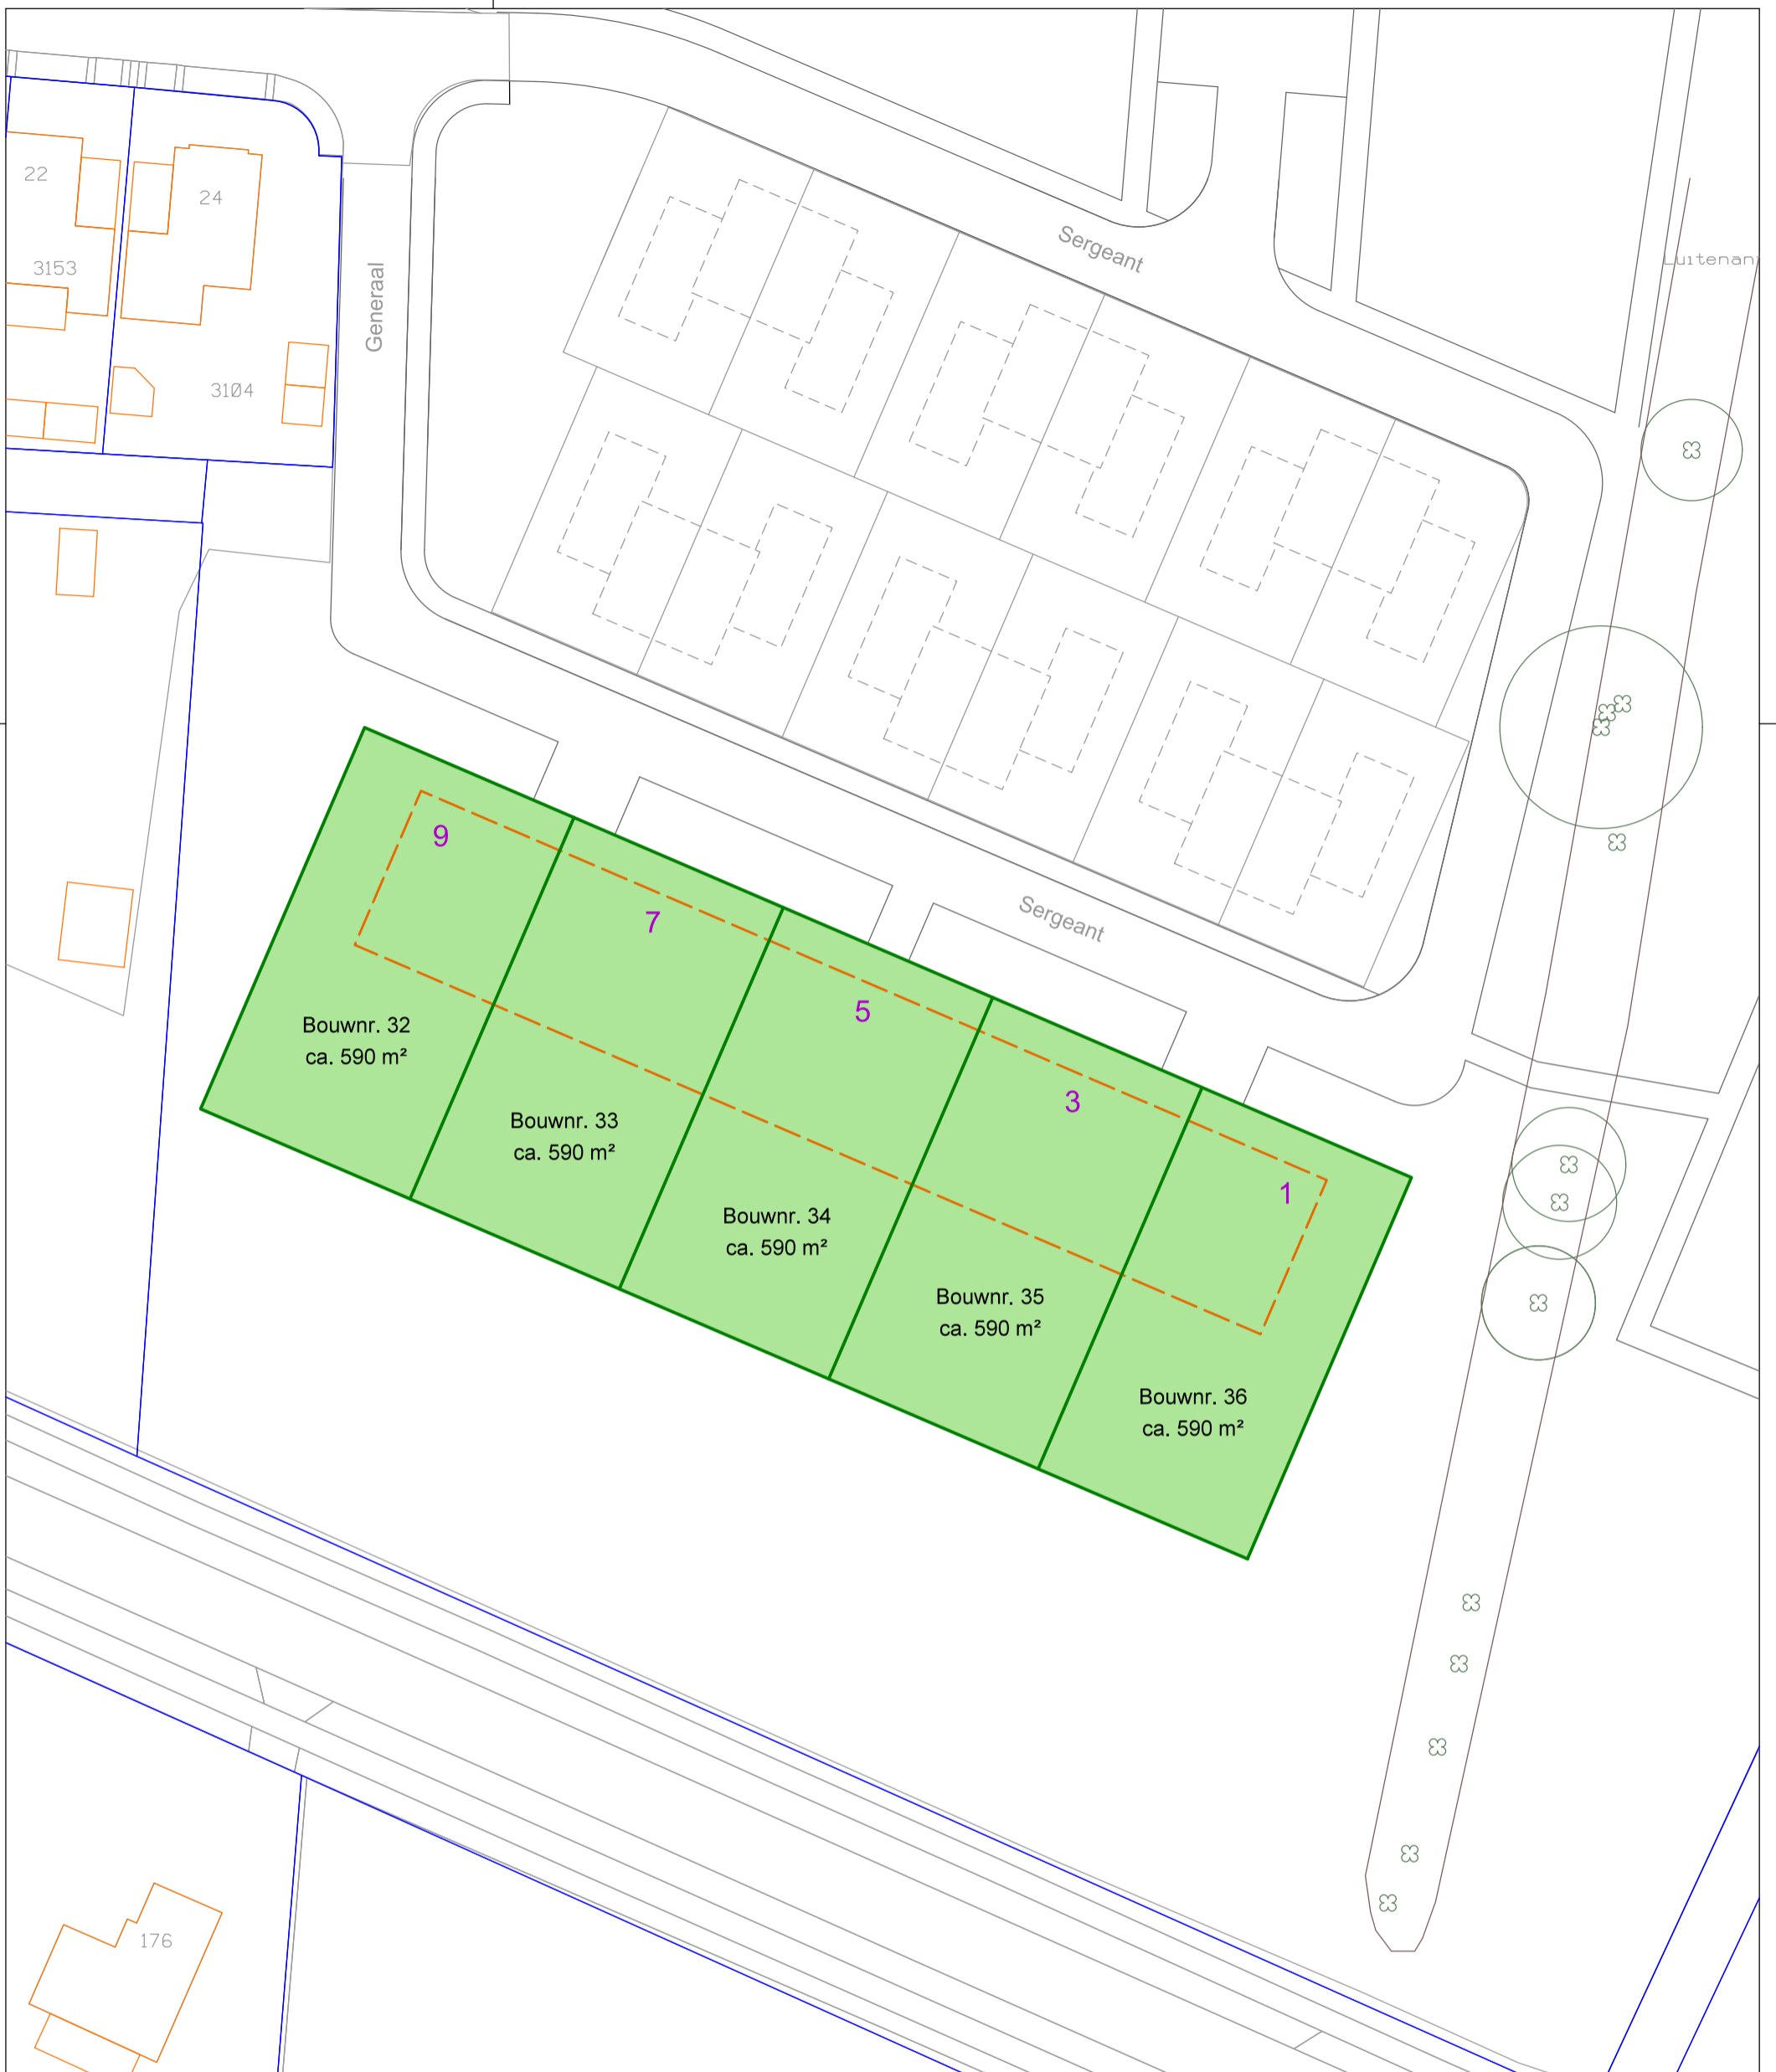 22
24
3153
3104
Generaal
Sergeant
Luitenan
9
7
5
3
1
Sergeant
Bouwnr. 32
ca. 590 m²
Bouwnr. 33
ca. 590 m²
Bouwnr. 34
ca. 590 m²
Bouwnr. 35
ca. 590 m²
Bouwnr. 36
ca. 590 m²
176